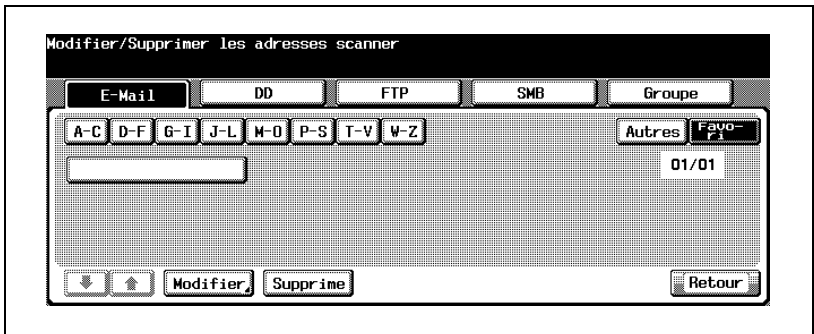 Modifier/Supprimer les adresses scanner
E-Mail DD FTP SMB Groupe
A-C D-F G-I J-L M-O P-S T-V W-Z Autres Favo-
ri
01/01
Modifier Supprime Retour